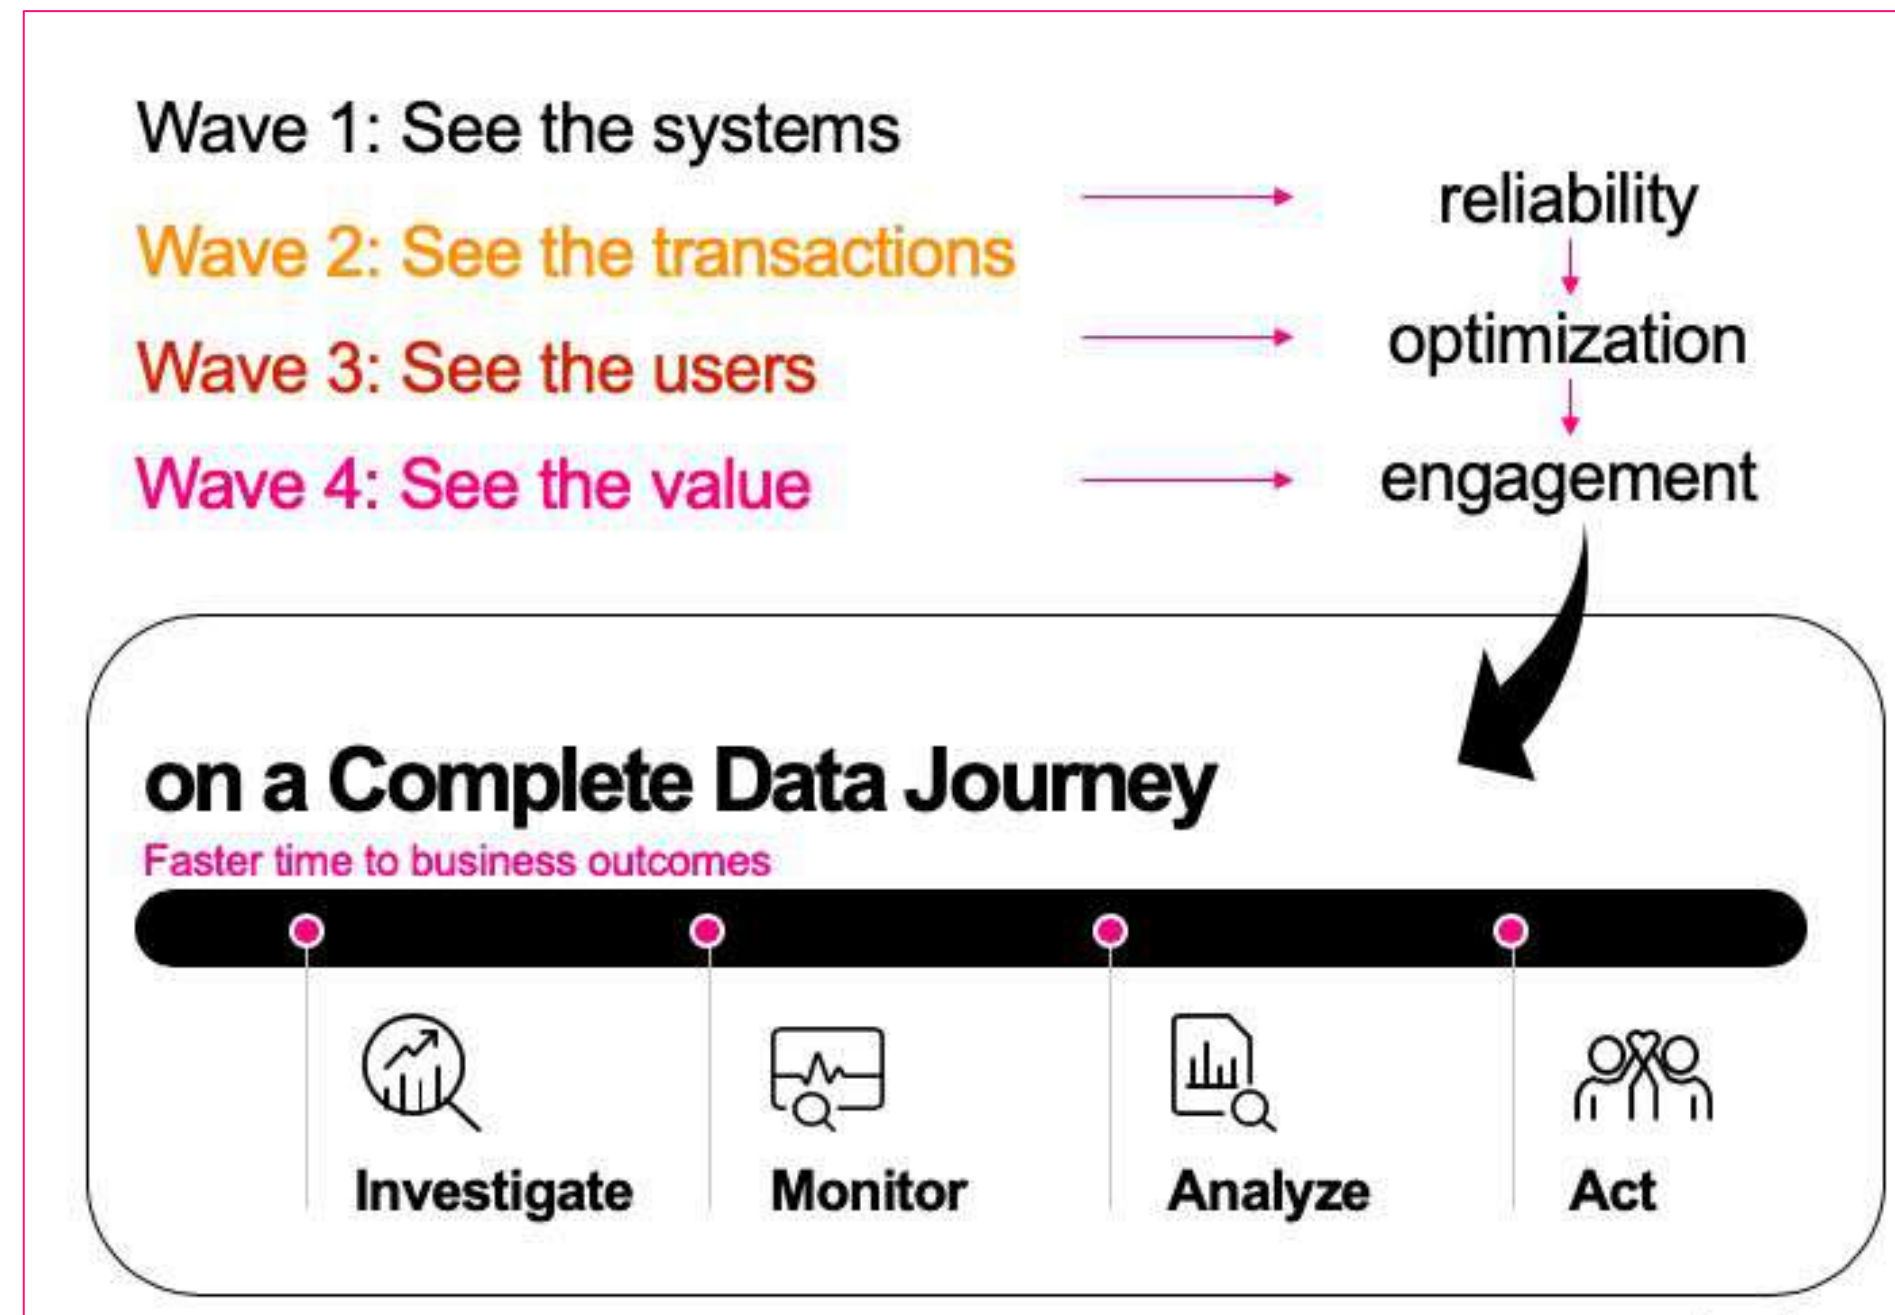 Wave 1: See the systems
Wave 2: See the transactions
Wave 3: See the users
Wave 4: See the value
reliability
optimization
engagement
on a Complete Data Journey
Faster time to business outcomes
Investigate
Monitor
Analyze
Act